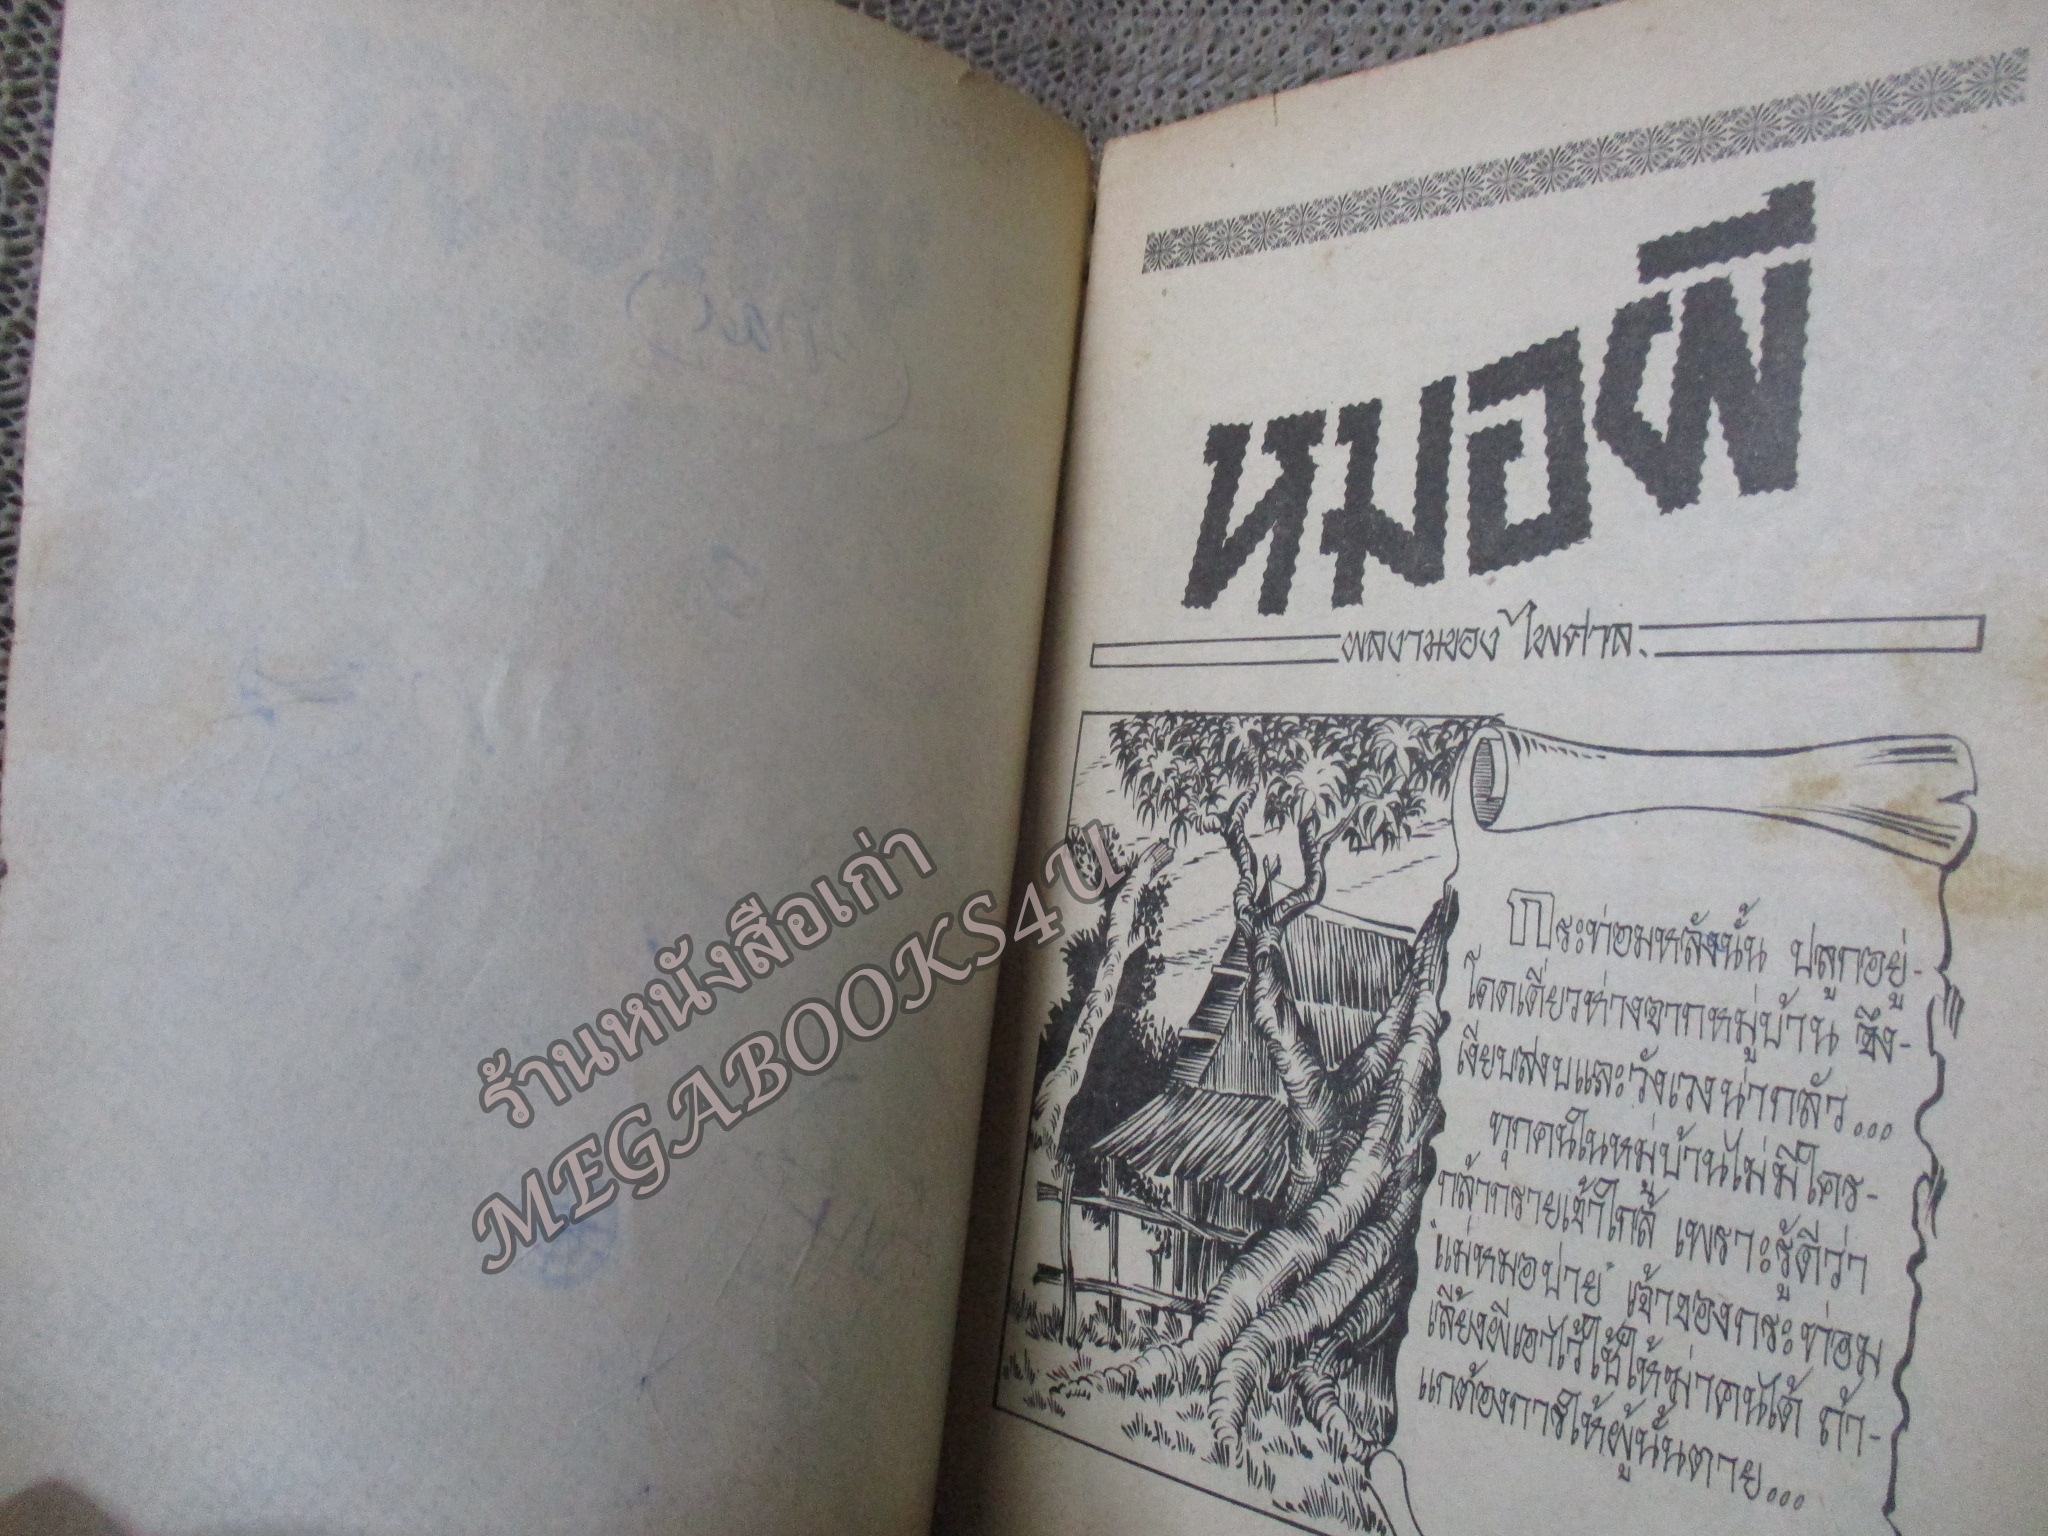 หมอผี
ผลงานของ ไพศาล.
กระท่อมหลังนั้น ปลูกอยู่-
โดดเดี่ยวห่างจากหมู่บ้าน ซึ่ง-
เงียบสงบและวังเวงน่ากลัว...
ทุกคนในหมู่บ้านไม่มีใคร-
กล้ากรายเข้าใกล้ เพราะรู้ดีว่า
"แม่หมอปาย" เจ้าของกระท่อม
เลี้ยงผีเอาไว้ใช้ให้ฆ่าคนได้ ถ้า-
แกต้องการให้ผู้นั้นตาย...
ร้านหนังสือเก่า
MEGABOOKS4U